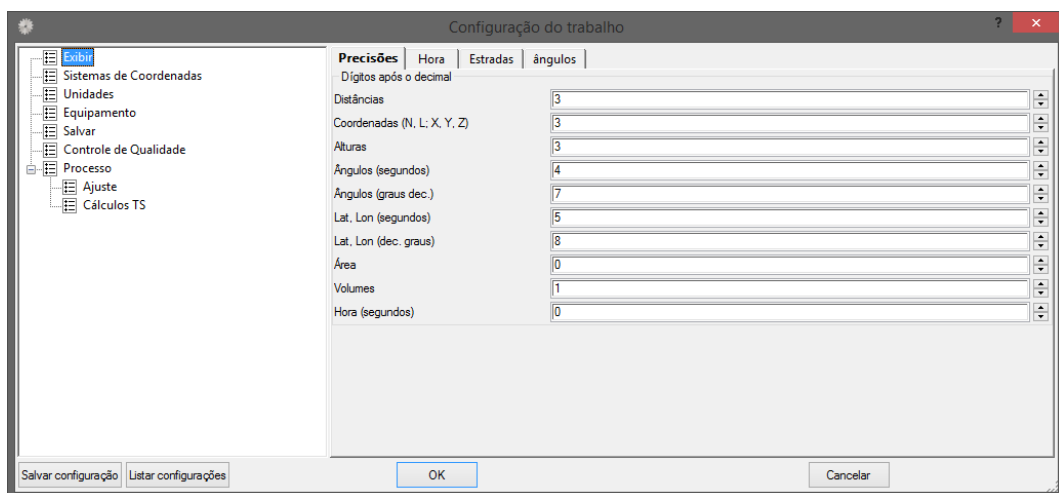 Configuração do trabalho
?
×
Exibir
Sistemas de Coordenadas
Unidades
Equipamento
Salvar
Controle de Qualidade
Processo
Ajuste
Cálculos TS
Precisões Hora Estradas ângulos
Dígitos após o decimal
Distâncias 3
Coordenadas (N, L; X, Y, Z) 3
Alturas 3
Ângulos (segundos) 4
Ângulos (graus dec.) 7
Lat, Lon (segundos) 5
Lat, Lon (dec. graus) 8
Área 0
Volumes 1
Hora (segundos) 0
Salvar configuração Listar configurações OK Cancelar